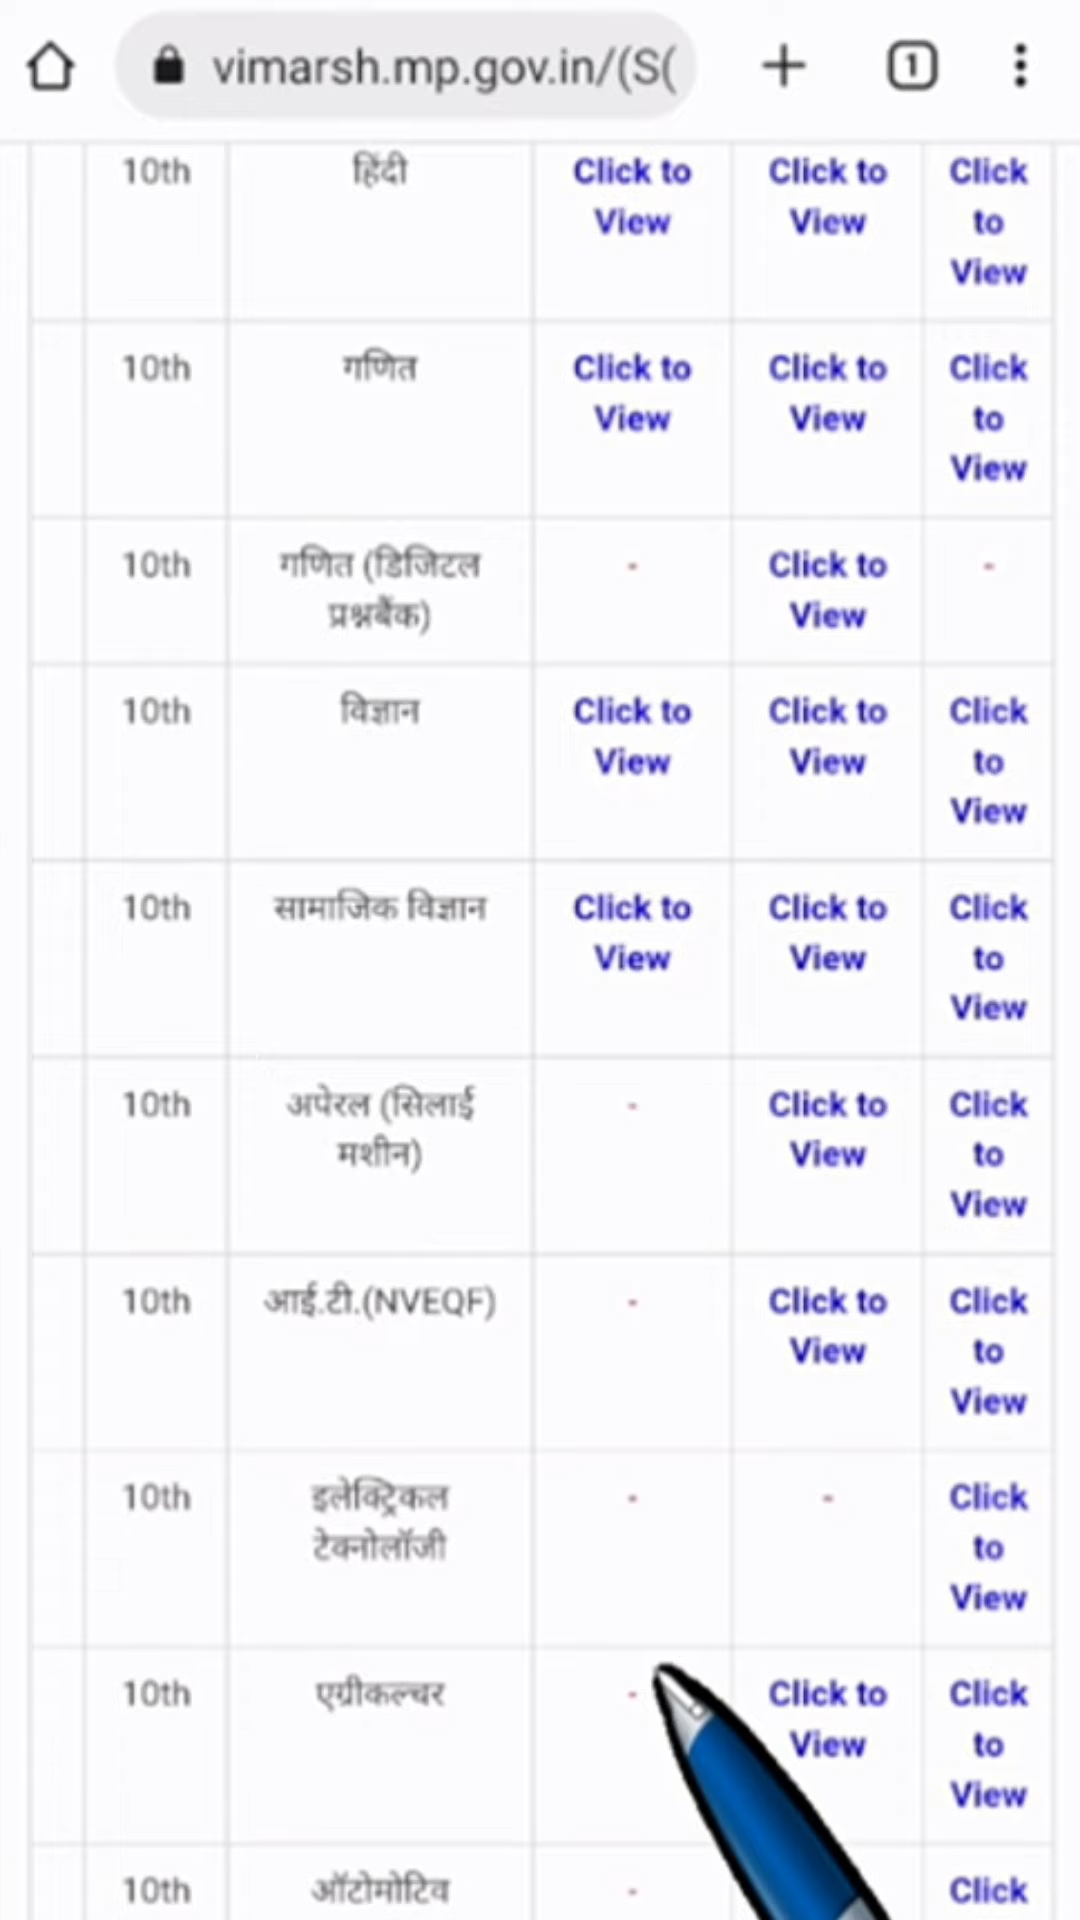 vimarsh.mp.gov.in/(S(
1
10th हिंदी Click to View Click to View Click to View
10th गणित Click to View Click to View Click to View
10th गणित (डिजिटल प्रश्नबैंक) - Click to View -
10th विज्ञान Click to View Click to View Click to View
10th सामाजिक विज्ञान Click to View Click to View Click to View
10th अपेरल (सिलाई मशीन) - Click to View Click to View
10th आई.टी.(NVEQF) - Click to View Click to View
10th इलेक्ट्रिकल टेक्नोलॉजी - - Click to View
10th एग्रीकल्चर - Click to View Click to View
10th ऑटोमोटिव - Click